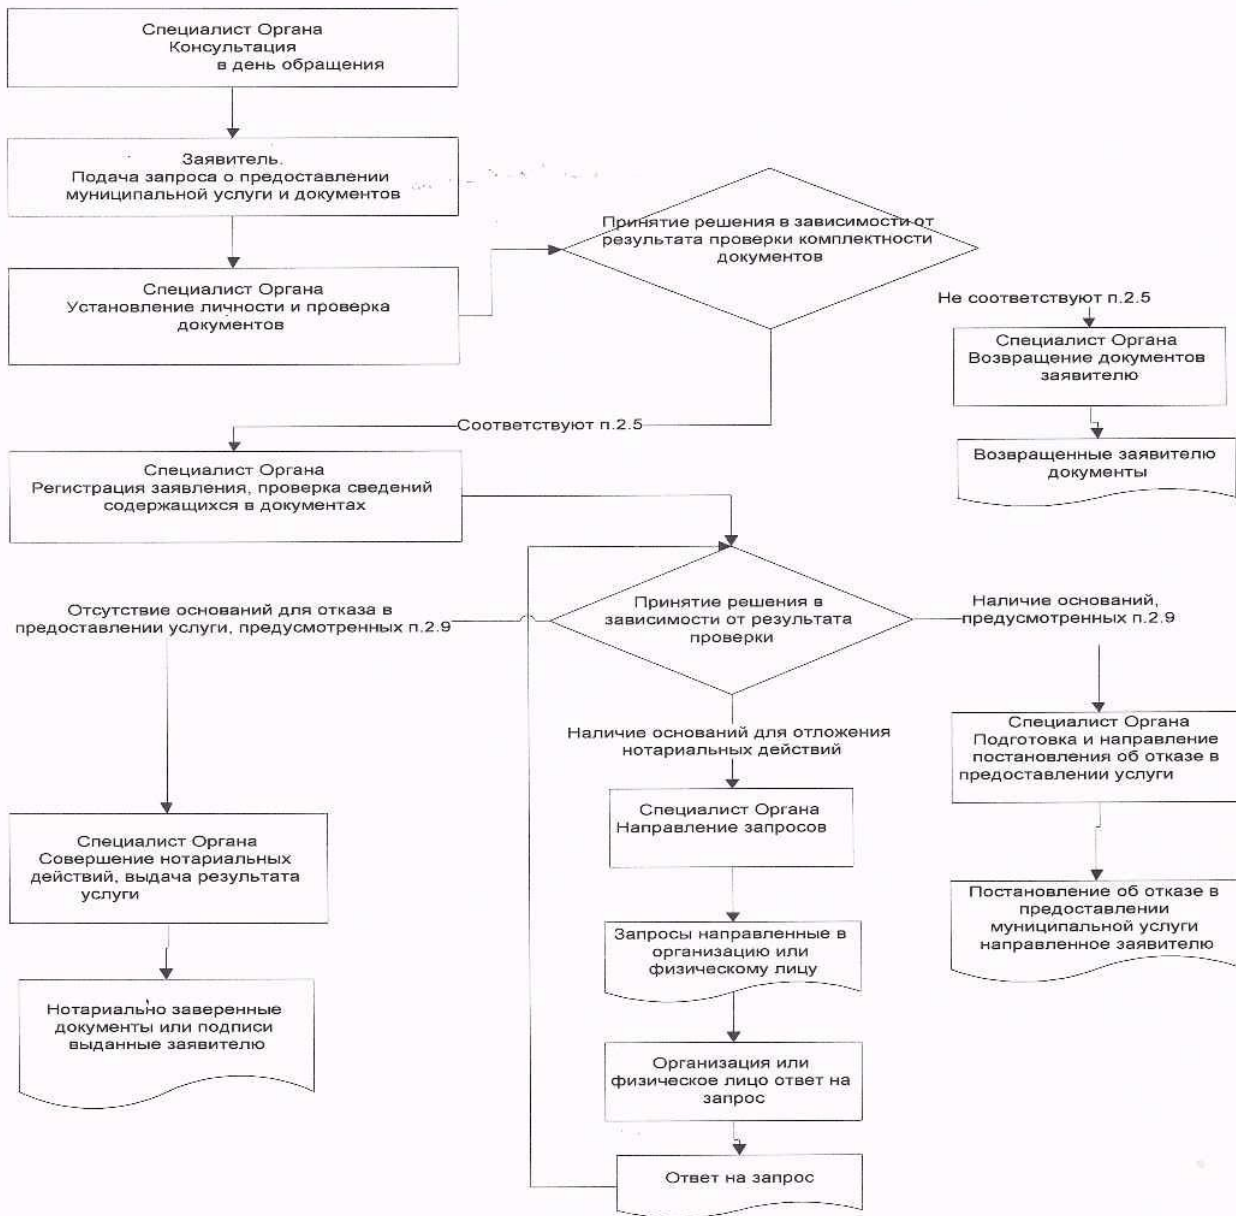 Специалист Органа
Консультация
в день обращения
Заявитель.
Подача запроса о предоставлении
муниципальной услуги и документов
Специалист Органа
Установление личности и проверка
документов
Принятие решения в зависимости от
результата проверки комплектности
документов
Не соответствуют п.2.5
Специалист Органа
Возвращение документов
заявителю
Возвращенные заявителю
документы
Соответствуют п.2.5
Специалист Органа
Регистрация заявления, проверка сведений
содержащихся в документах
Принятие решения в
зависимости от результата
проверки
Отсутствие оснований для отказа в
предоставлении услуги, предусмотренных п.2.9
Наличие оснований,
предусмотренных п.2.9
Наличие оснований для отложения
нотариальных действий
Специалист Органа
Совершение нотариальных
действий, выдача результата
услуги
Нотариально заверенные
документы или подписи
выданные заявителю
Специалист Органа
Направление запросов
Запросы направленные в
организацию или
физическому лицу
Организация или
физическое лицо ответ на
запрос
Ответ на запрос
Специалист Органа
Подготовка и направление
постановления об отказе в
предоставлении услуги
Постановление об отказе в
предоставлении
муниципальной услуги
направленное заявителю